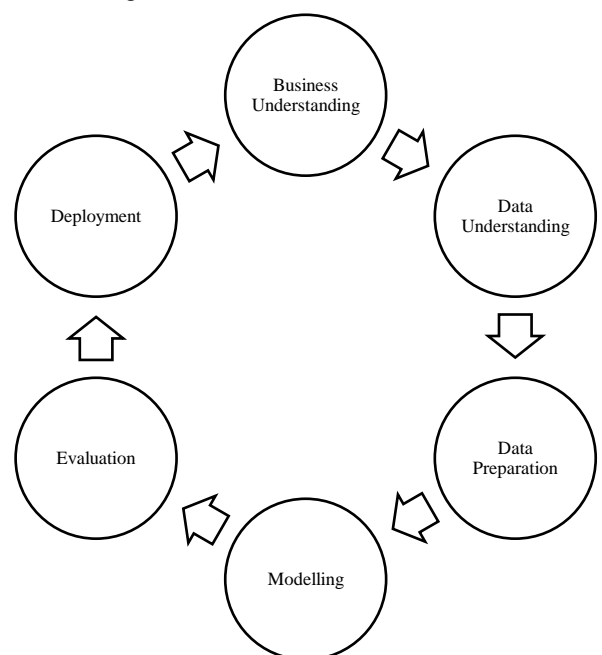 Business
Understanding
Data
Understanding
Data
Preparation
Modelling
Evaluation
Deployment